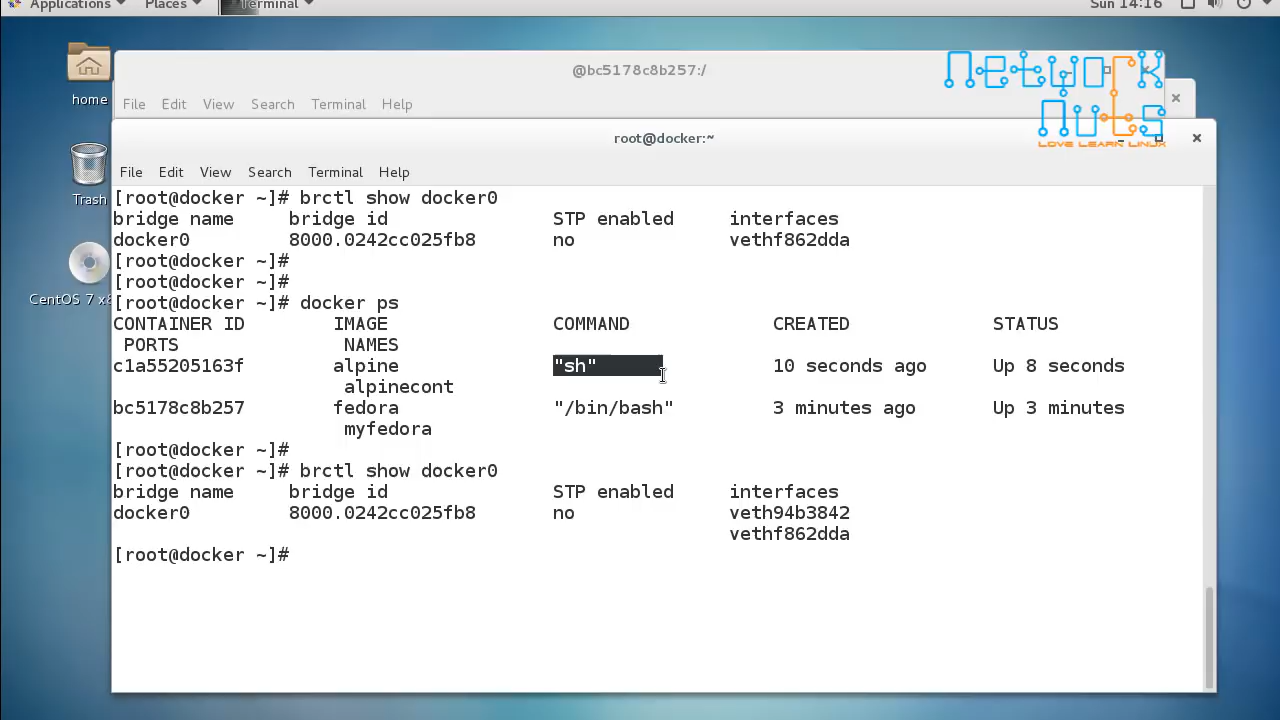 Applications Places Terminal Sun 14:16
home
Trash
CentOS 7 x8
@bc5178c8b257:/
File Edit View Search Terminal Help
Network
Nuts
LOVE LEARN LINUX
root@docker:~
File Edit View Search Terminal Help
[root@docker ~]# brctl show docker0
bridge name bridge id STP enabled interfaces
docker0 8000.0242cc025fb8 no vethf862dda
[root@docker ~]#
[root@docker ~]#
[root@docker ~]# docker ps
CONTAINER ID IMAGE COMMAND CREATED STATUS
PORTS NAMES
c1a55205163f alpine "sh" 10 seconds ago Up 8 seconds
alpinecont
bc5178c8b257 fedora "/bin/bash" 3 minutes ago Up 3 minutes
myfedora
[root@docker ~]#
[root@docker ~]# brctl show docker0
bridge name bridge id STP enabled interfaces
docker0 8000.0242cc025fb8 no veth94b3842
vethf862dda
[root@docker ~]#